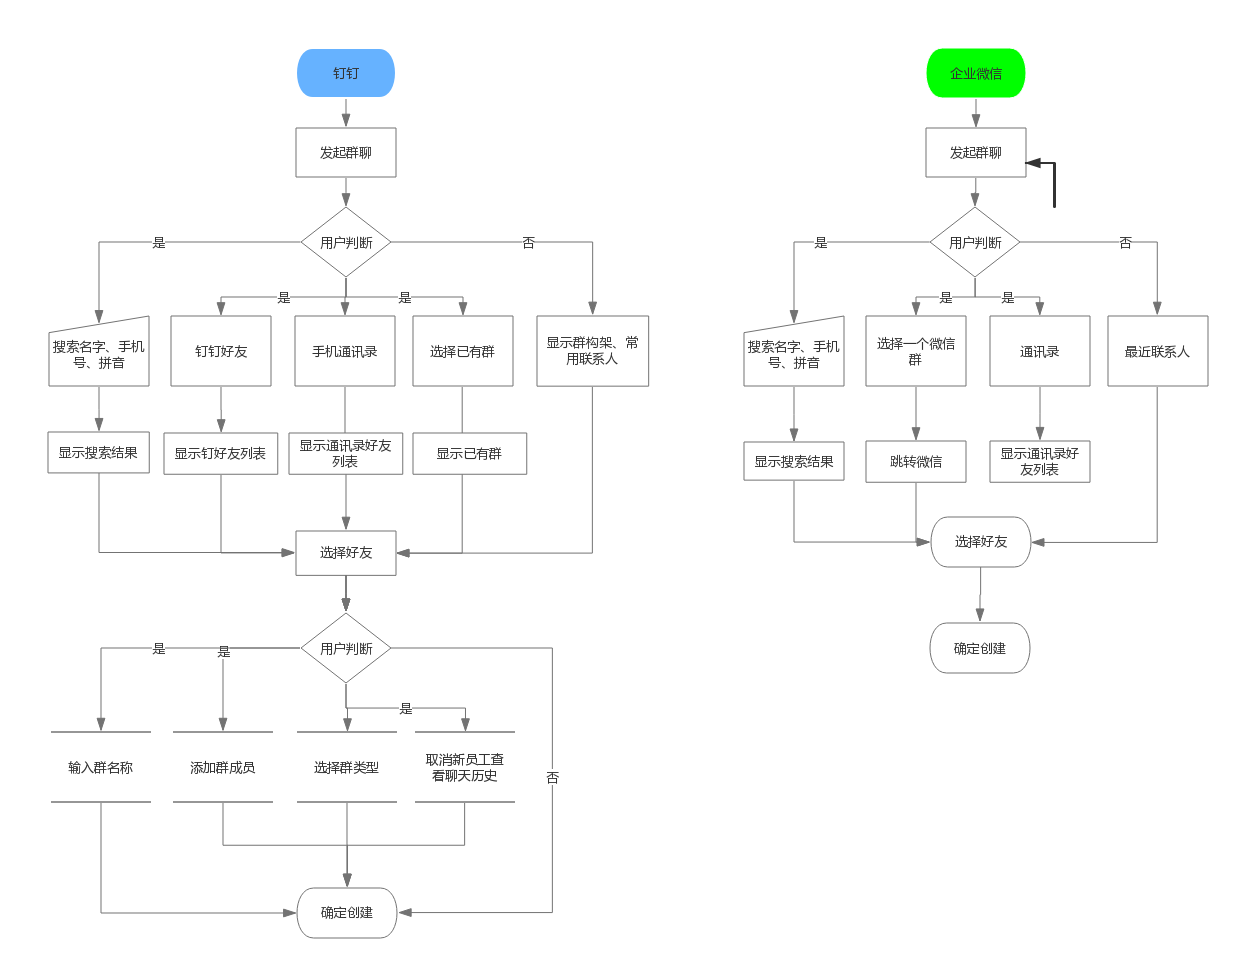 钉钉
发起群聊
用户判断
是
否
是
是
搜索名字、手机
号、拼音
钉钉好友
手机通讯录
选择已有群
显示群构架、常
用联系人
显示搜索结果
显示钉好友列表
显示通讯录好友
列表
显示已有群
选择好友
用户判断
是
是
是
否
输入群名称
添加群成员
选择群类型
取消新员工查
看聊天历史
确定创建
企业微信
发起群聊
用户判断
是
否
是
是
搜索名字、手机
号、拼音
选择一个微信
群
通讯录
最近联系人
显示搜索结果
跳转微信
显示通讯录好
友列表
选择好友
确定创建